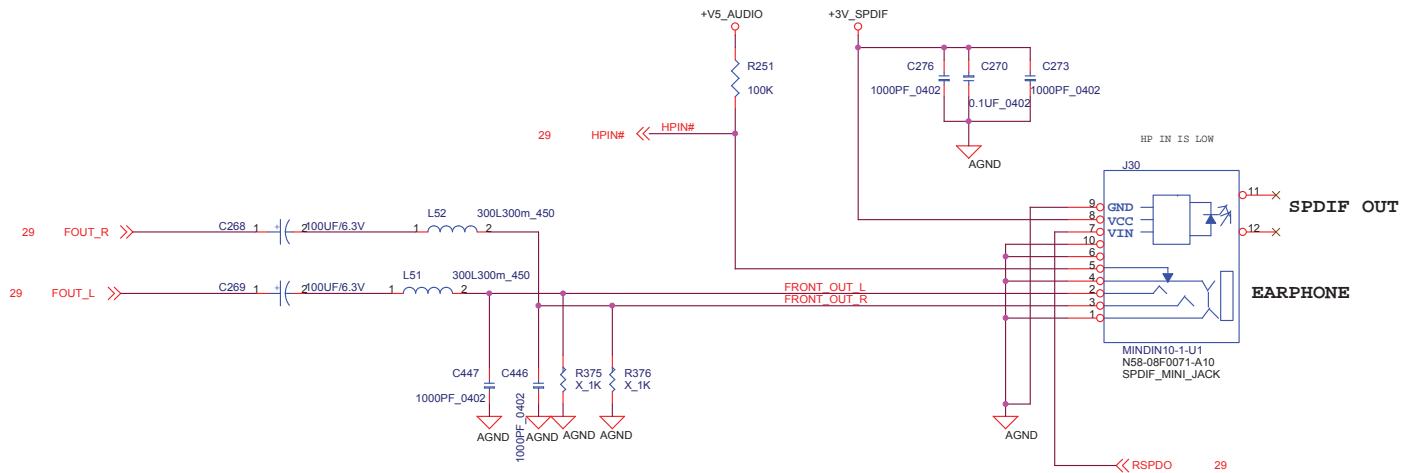 +V5_AUDIO
+3V_SPDIF
R251
100K
C276
C270
C273
1000PF_0402
0.1UF_0402
1000PF_0402
29 HPIN# HPIN#
AGND
HP IN IS LOW
J30
9 GND
8 VCC
7 VIN
10
6
5
4
2
3
1
11
12
SPDIF OUT
EARPHONE
29 FOUT_R
C268 1 + 2 100UF/6.3V
L52 300L300m_450
1 2
29 FOUT_L
C269 1 + 2 100UF/6.3V
L51 300L300m_450
1 2
FRONT_OUT_L
FRONT_OUT_R
MINDIN10-1-U1
N58-08F0071-A10
SPDIF_MINI_JACK
C447
1000PF_0402
C446
1000PF_0402
R375
X_1K
R376
X_1K
AGND
AGND
AGND
AGND
AGND
RSPDO 29